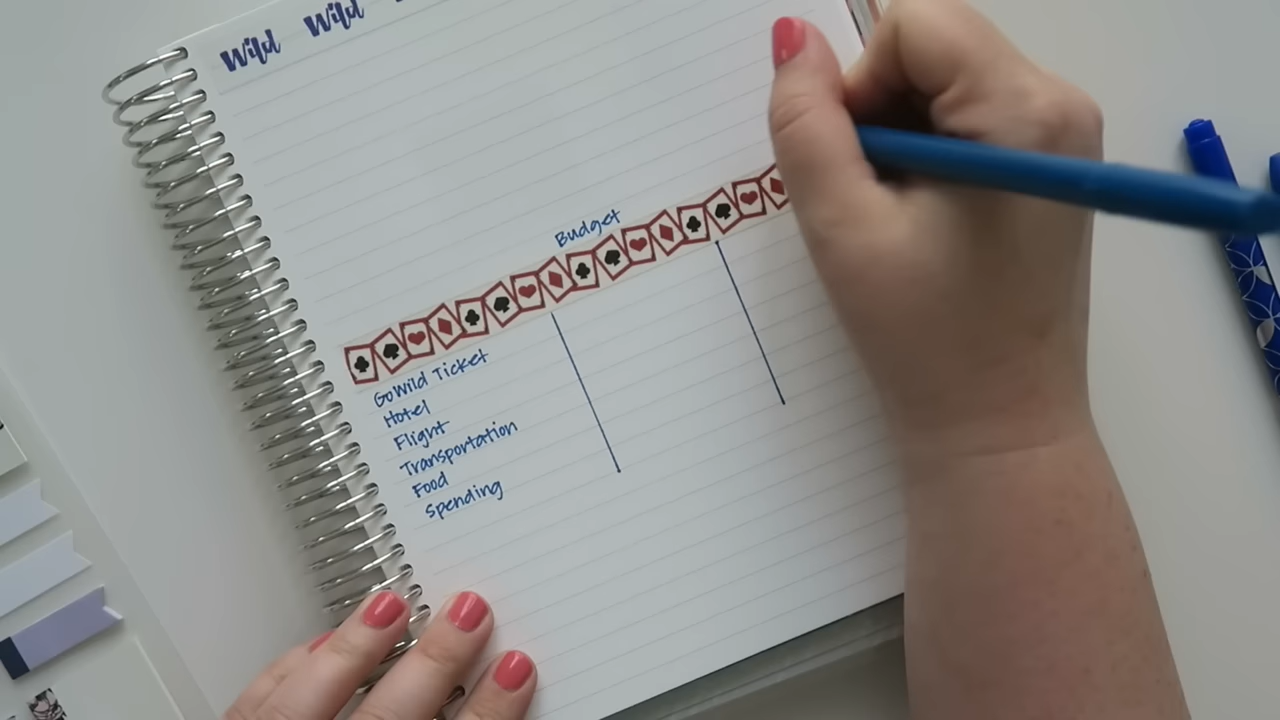 Wild Wild
Budget
GoWild Ticket
Hotel
Flight
Transportation
Food
Spending